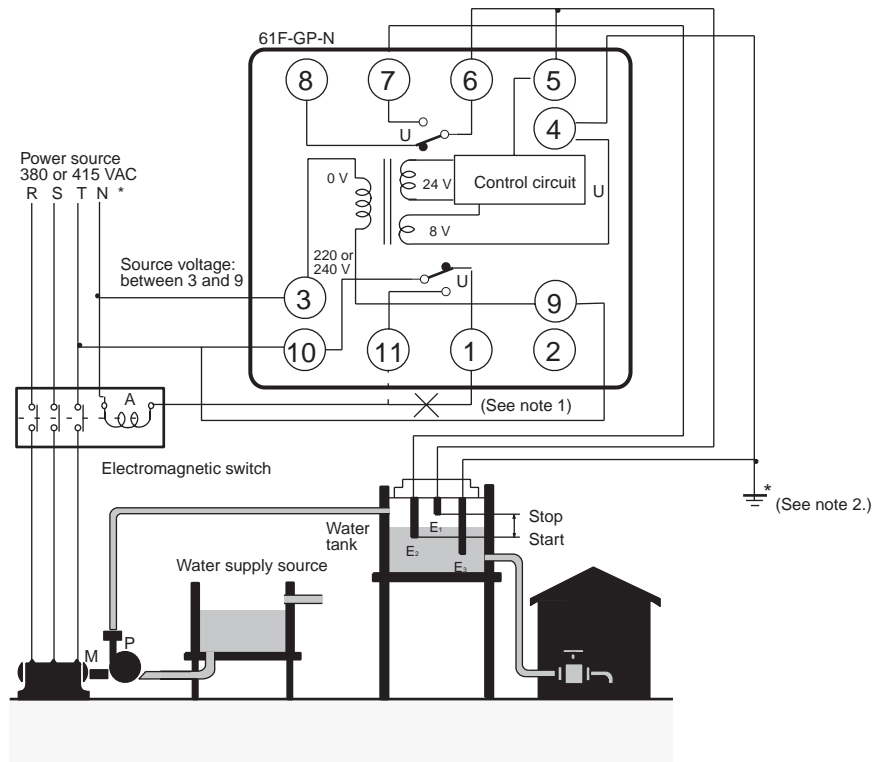 61F-GP-N
8
7
6
5
4
U
Power source
380 or 415 VAC
R S T N *
0 V
24 V
Control circuit
U
8 V
Source voltage:
between 3 and 9
220 or
240 V
U
3
9
10
11
1
2
A
(See note 1)
Electromagnetic switch
*
(See note 2.)
Water
tank
E₁
Stop
E₂
Start
E₃
Water supply source
M
P